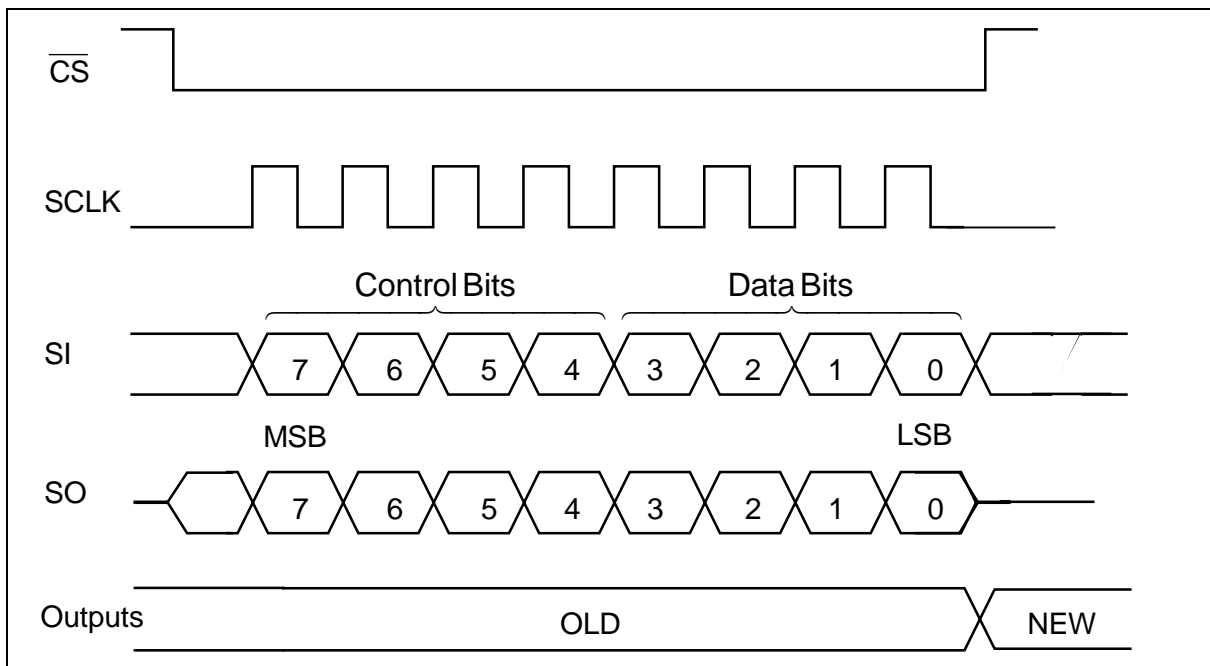 CS
SCLK
Control Bits Data Bits
SI 7 6 5 4 3 2 1 0
MSB LSB
SO 7 6 5 4 3 2 1 0
Outputs OLD NEW